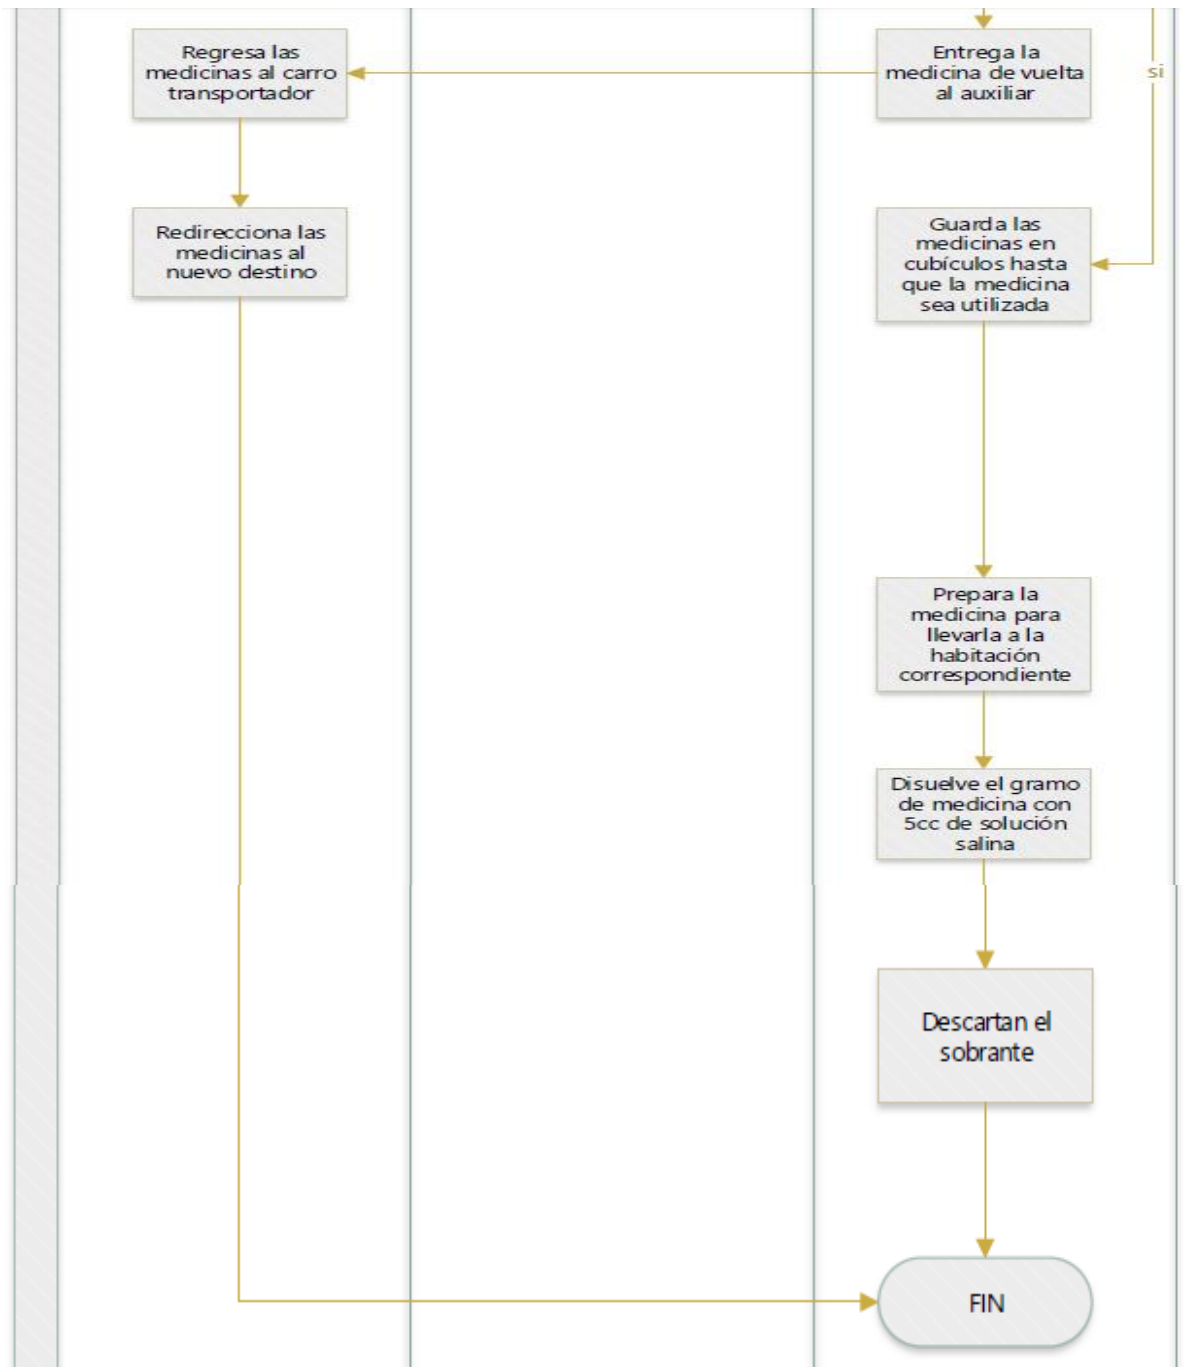 Regresa las
medicinas al carro
transportador
Entrega la
medicina de vuelta
al auxiliar
si
Redirecciona las
medicinas al
nuevo destino
Guarda las
medicinas en
cubículos hasta
que la medicina
sea utilizada
Prepara la
medicina para
llevarla a la
habitación
correspondiente
Disuelve el gramo
de medicina con
5cc de solución
salina
Descartan el
sobrante
FIN